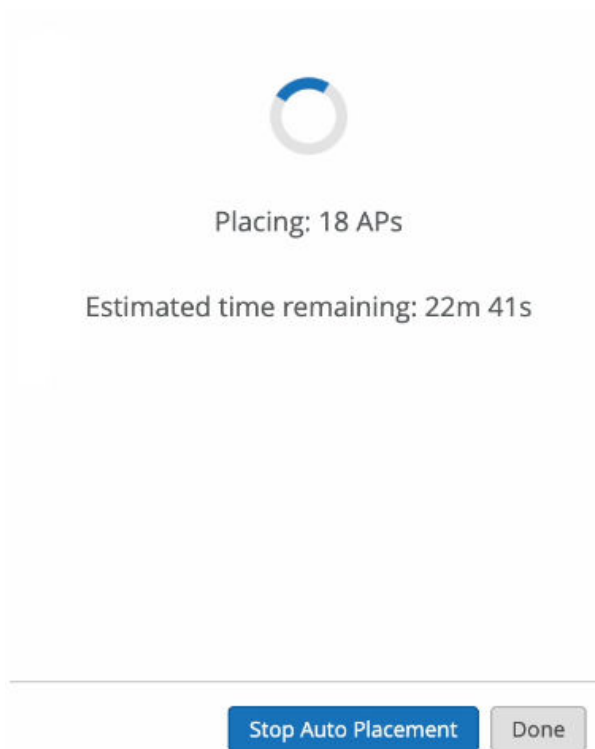 Placing: 18 APs
Estimated time remaining: 22m 41s
Stop Auto Placement Done